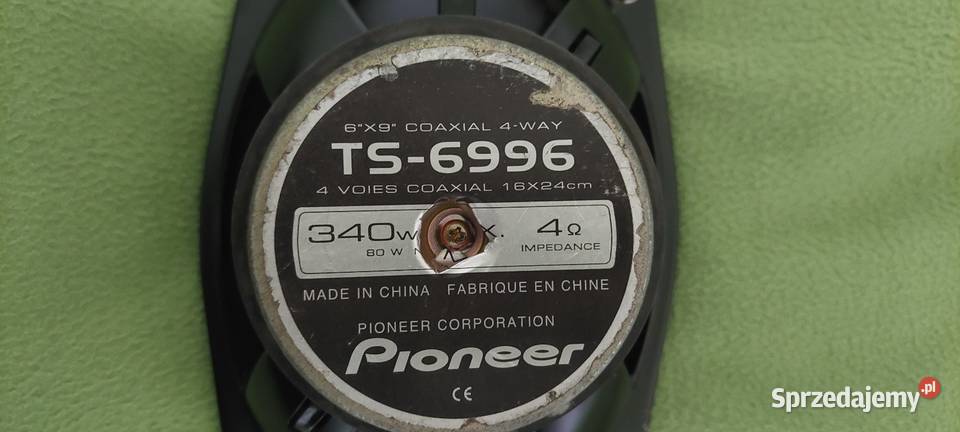 6"X9" COAXIAL 4-WAY
TS-6996
4 VOIES COAXIAL 16X24cm
340W 4Ω
80 W IMPEDANCE
MADE IN CHINA FABRIQUE EN CHINE
PIONEER CORPORATION
Pioneer
CE
Sprzedajemy.pl